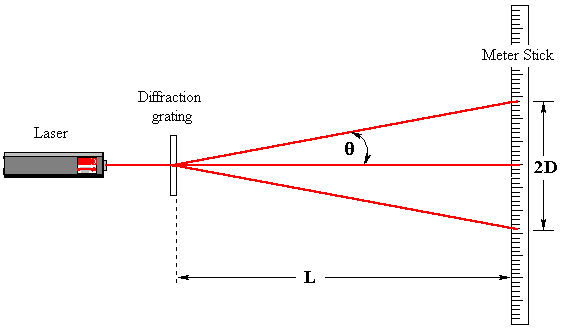 Meter Stick
Diffraction
grating
Laser
θ
2D
L